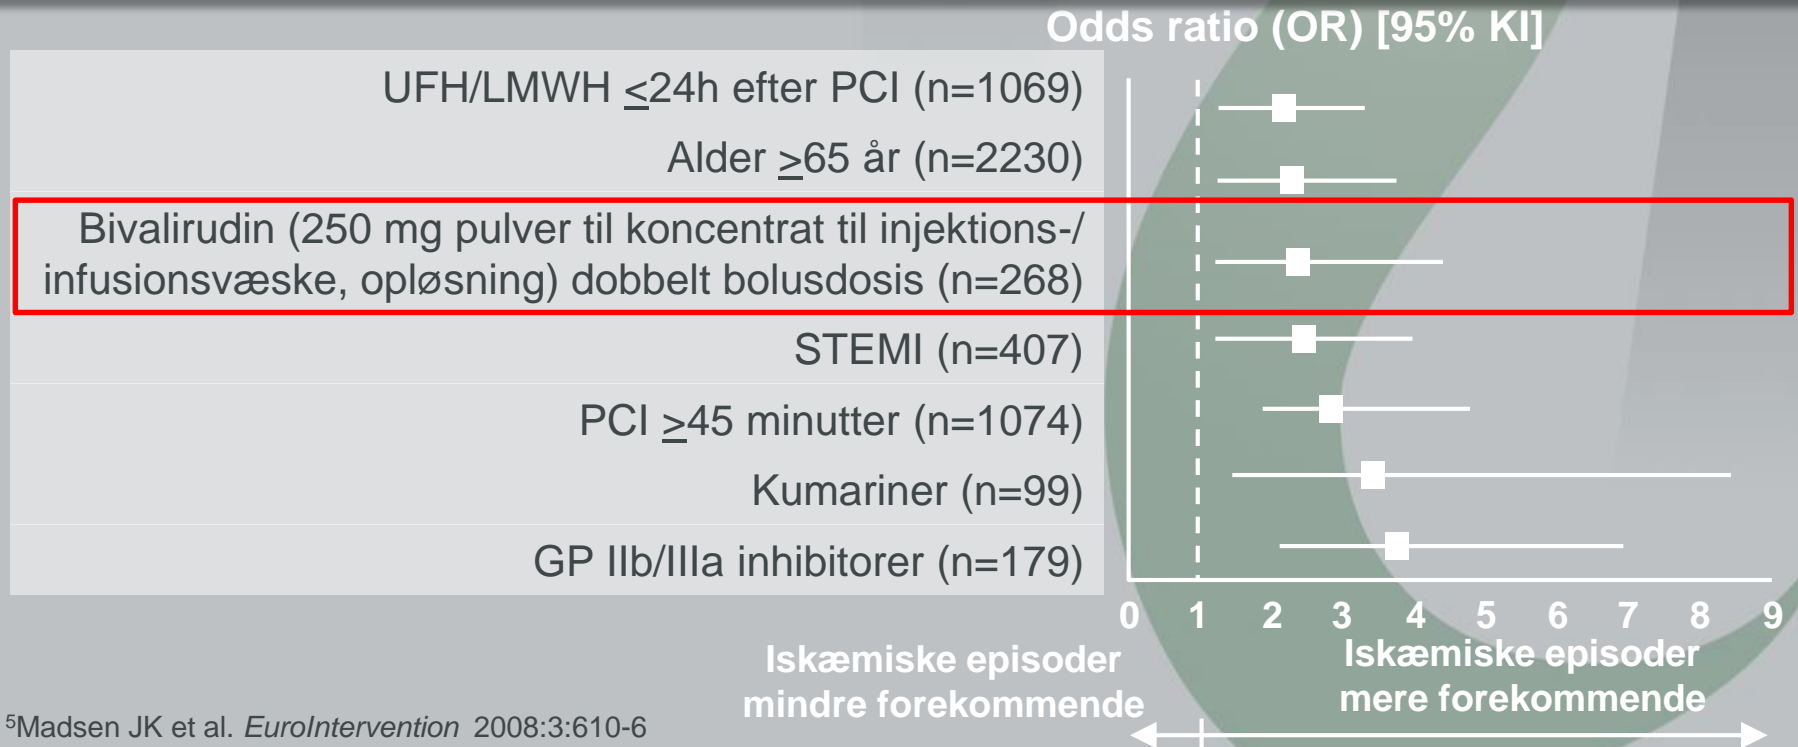 Odds ratio (OR) [95% KI]
UFH/LMWH ≤24h efter PCI (n=1069)
Alder ≥65 år (n=2230)
Bivalirudin (250 mg pulver til koncentrat til injektions-/
infusionsvæske, opløsning) dobbelt bolusdosis (n=268)
STEMI (n=407)
PCI ≥45 minutter (n=1074)
Kumariner (n=99)
GP IIb/IIIa inhibitorer (n=179)
0 1 2 3 4 5 6 7 8 9
Iskæmiske episoder
mindre forekommende
Iskæmiske episoder
mere forekommende
⁵Madsen JK et al. EuroIntervention 2008:3:610-6